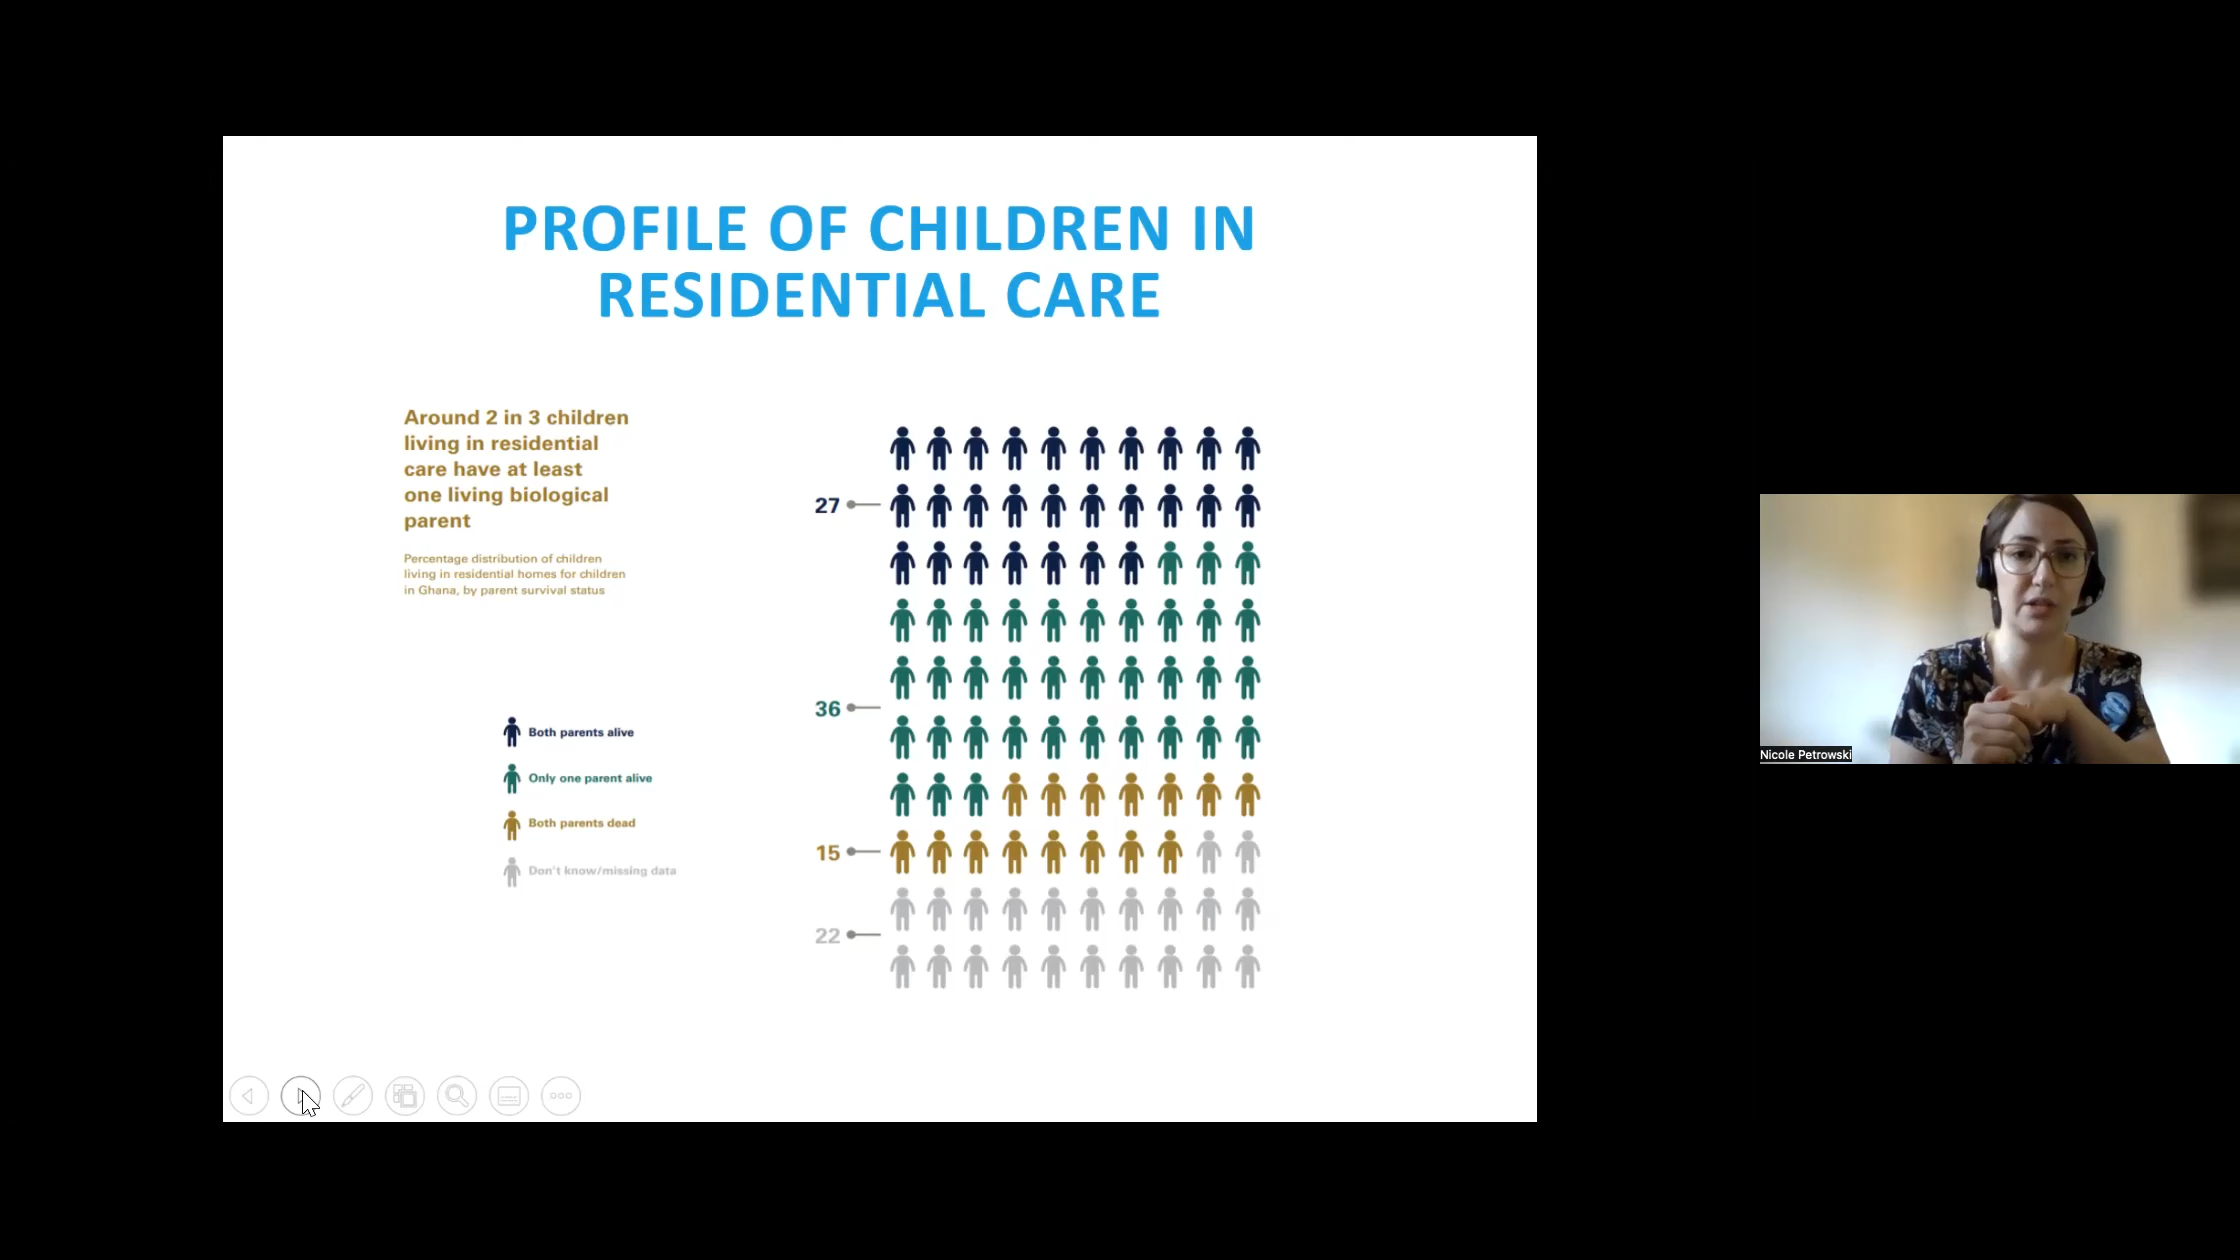 PROFILE OF CHILDREN IN
RESIDENTIAL CARE
Around 2 in 3 children
living in residential
care have at least
one living biological
parent
Percentage distribution of children
living in residential homes for children
in Ghana, by parent survival status
Both parents alive
Only one parent alive
Both parents dead
Don't know/missing data
27
36
15
22
Nicole Petrowski